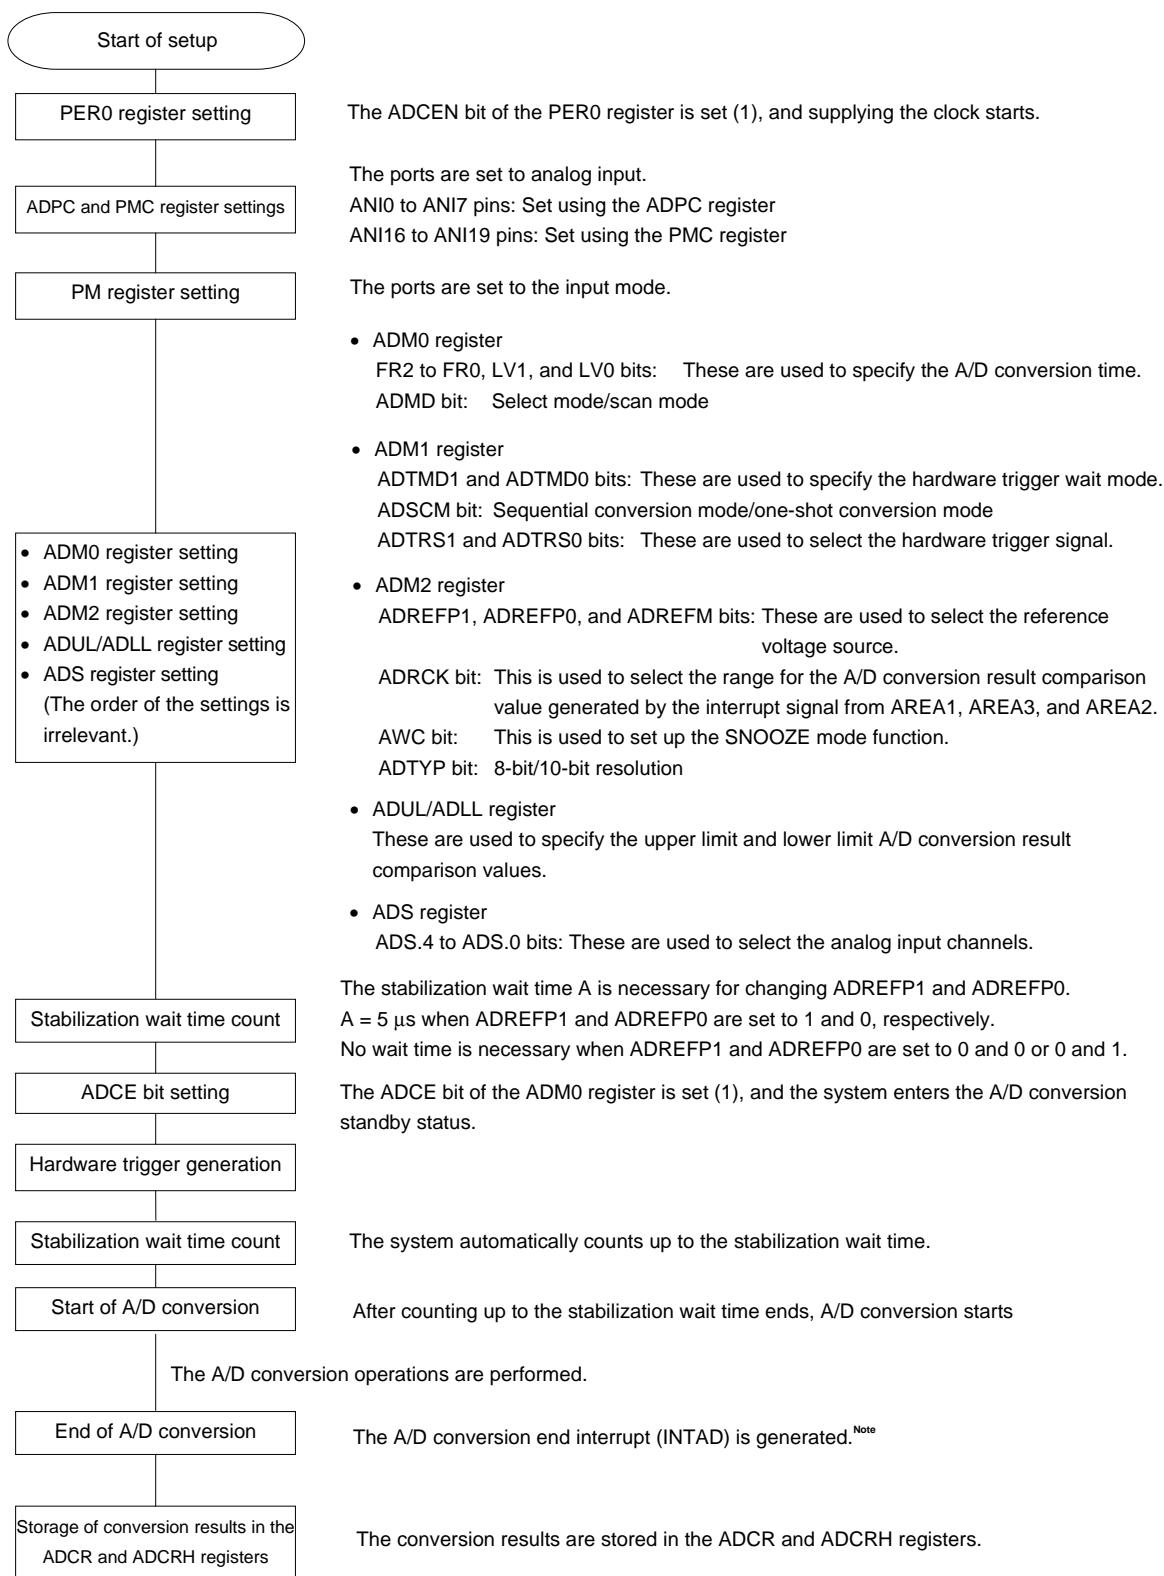 Start of setup
PER0 register setting
The ADCEN bit of the PER0 register is set (1), and supplying the clock starts.
The ports are set to analog input.
ADPC and PMC register settings
ANI0 to ANI7 pins: Set using the ADPC register
ANI16 to ANI19 pins: Set using the PMC register
PM register setting
The ports are set to the input mode.
• ADM0 register
FR2 to FR0, LV1, and LV0 bits: These are used to specify the A/D conversion time.
ADMD bit: Select mode/scan mode
• ADM1 register
ADTMD1 and ADTMD0 bits: These are used to specify the hardware trigger wait mode.
ADSCM bit: Sequential conversion mode/one-shot conversion mode
ADTRS1 and ADTRS0 bits: These are used to select the hardware trigger signal.
• ADM0 register setting
• ADM1 register setting
• ADM2 register setting
• ADUL/ADLL register setting
• ADS register setting
(The order of the settings is
irrelevant.)
• ADM2 register
ADREFP1, ADREFP0, and ADREFM bits: These are used to select the reference
voltage source.
ADRCK bit: This is used to select the range for the A/D conversion result comparison
value generated by the interrupt signal from AREA1, AREA3, and AREA2.
AWC bit: This is used to set up the SNOOZE mode function.
ADTYP bit: 8-bit/10-bit resolution
• ADUL/ADLL register
These are used to specify the upper limit and lower limit A/D conversion result
comparison values.
• ADS register
ADS.4 to ADS.0 bits: These are used to select the analog input channels.
Stabilization wait time count
The stabilization wait time A is necessary for changing ADREFP1 and ADREFP0.
A = 5 μs when ADREFP1 and ADREFP0 are set to 1 and 0, respectively.
No wait time is necessary when ADREFP1 and ADREFP0 are set to 0 and 0 or 0 and 1.
ADCE bit setting
The ADCE bit of the ADM0 register is set (1), and the system enters the A/D conversion
standby status.
Hardware trigger generation
Stabilization wait time count
The system automatically counts up to the stabilization wait time.
Start of A/D conversion
After counting up to the stabilization wait time ends, A/D conversion starts
The A/D conversion operations are performed.
End of A/D conversion
The A/D conversion end interrupt (INTAD) is generated.Note
Storage of conversion results in the
ADCR and ADCRH registers
The conversion results are stored in the ADCR and ADCRH registers.